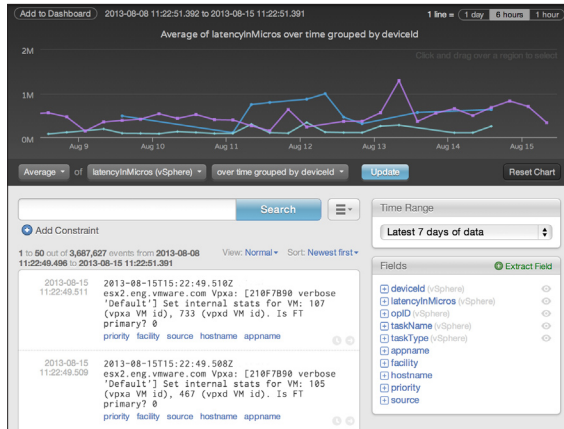 Add to Dashboard 2013-08-08 11:22:51.392 to 2013-08-15 11:22:51.391 1 line = 1 day 6 hours 1 hour
Average of latencyInMicros over time grouped by deviceId
Click and drag over a region to select
2M
1M
0M
Aug 9 Aug 10 Aug 11 Aug 12 Aug 13 Aug 14 Aug 15
Average of latencyInMicros (vSphere) over time grouped by deviceId Update Reset Chart
Search
Add Constraint
1 to 50 out of 3,687,627 events from 2013-08-08
11:22:49.496 to 2013-08-15 11:22:51.391
View: Normal Sort: Newest first
2013-08-15
11:22:49.511
2013-08-15T15:22:49.510Z
esx2.eng.vmware.com Vpxa: [210F7B90 verbose
'Default'] Set internal stats for VM: 107
(vpxa VM id), 733 (vpxd VM id). Is FT
primary? 0
priority facility source hostname appname
2013-08-15
11:22:49.509
2013-08-15T15:22:49.508Z
esx2.eng.vmware.com Vpxa: [210F7B90 verbose
'Default'] Set internal stats for VM: 105
(vpxa VM id), 467 (vpxd VM id). Is FT
primary? 0
priority facility source hostname appname
Time Range
Latest 7 days of data
Fields Extract Field
deviceId (vSphere)
latencyInMicros (vSphere)
opID (vSphere)
taskName (vSphere)
taskType (vSphere)
appname
facility
hostname
priority
source